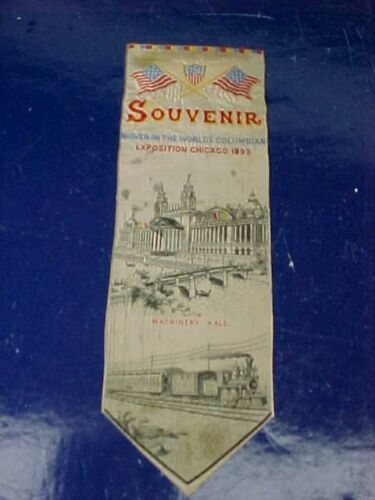 SOUVENIR
WOVEN IN THE WORLDS COLUMBIAN
EXPOSITION CHICAGO 1893
MACHINERY HALL.